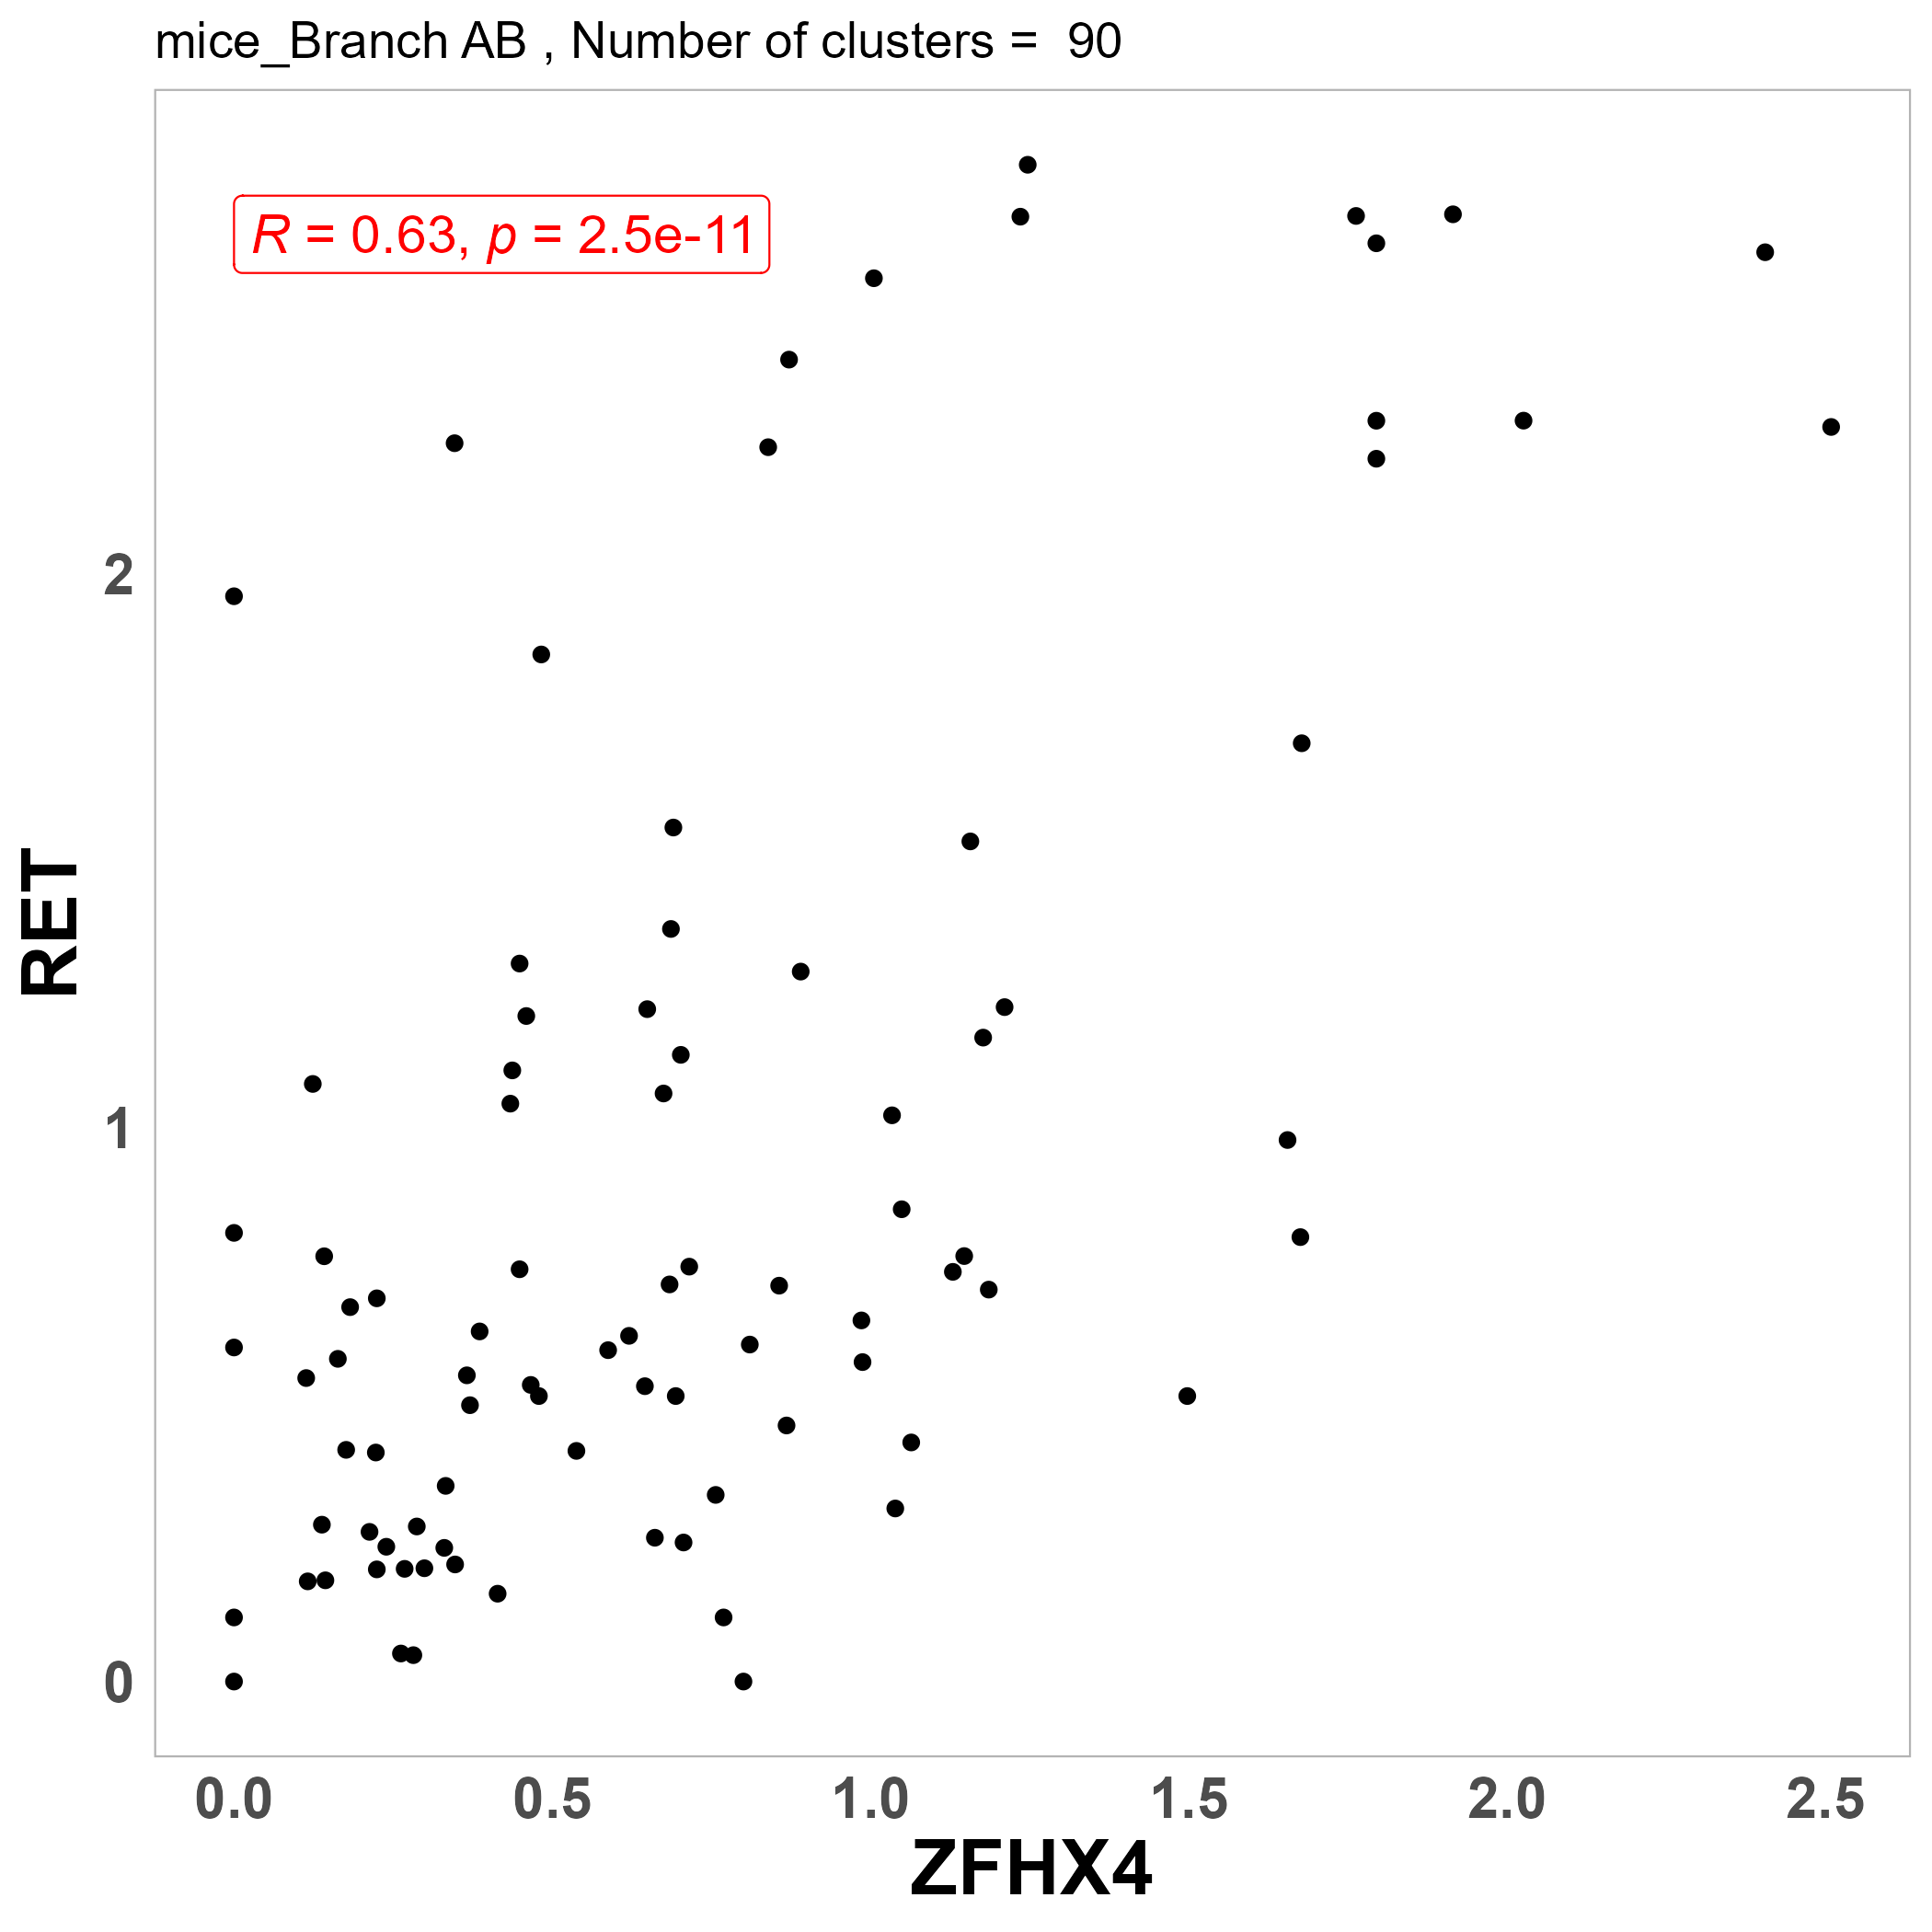 mice_Branch AB , Number of clusters =  90
R = 0.63, p = 2.5e-11
RET
2
1
0
0.0 0.5 1.0 1.5 2.0 2.5
ZFHX4